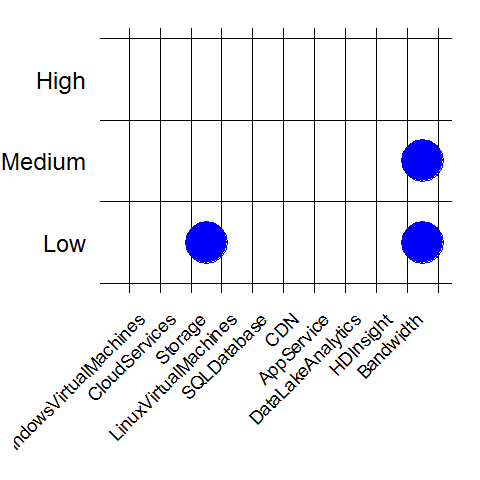 High
Medium
Low
ndowsVirtualMachines
CloudServices
Storage
LinuxVirtualMachines
SQLDatabase
CDN
AppService
DataLakeAnalytics
HDInsight
Bandwidth